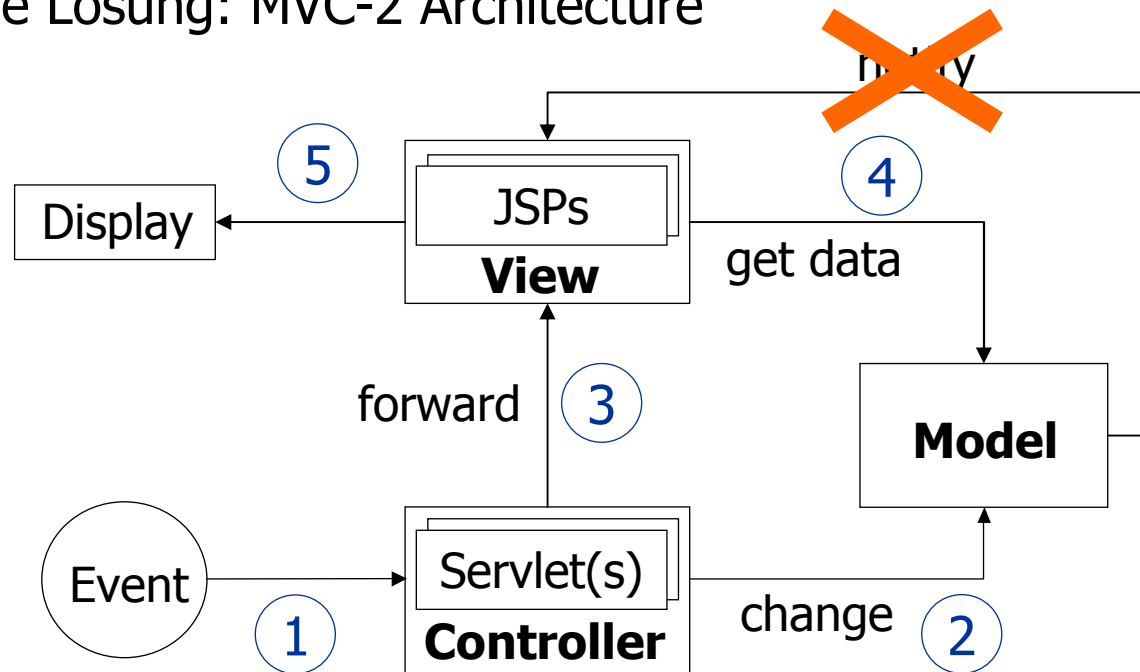 e Lösung: MVC-2 Architecture
notify
5
4
JSPs
Display
View
get data
forward
3
Model
Event
Servlet(s)
1
Controller
change
2